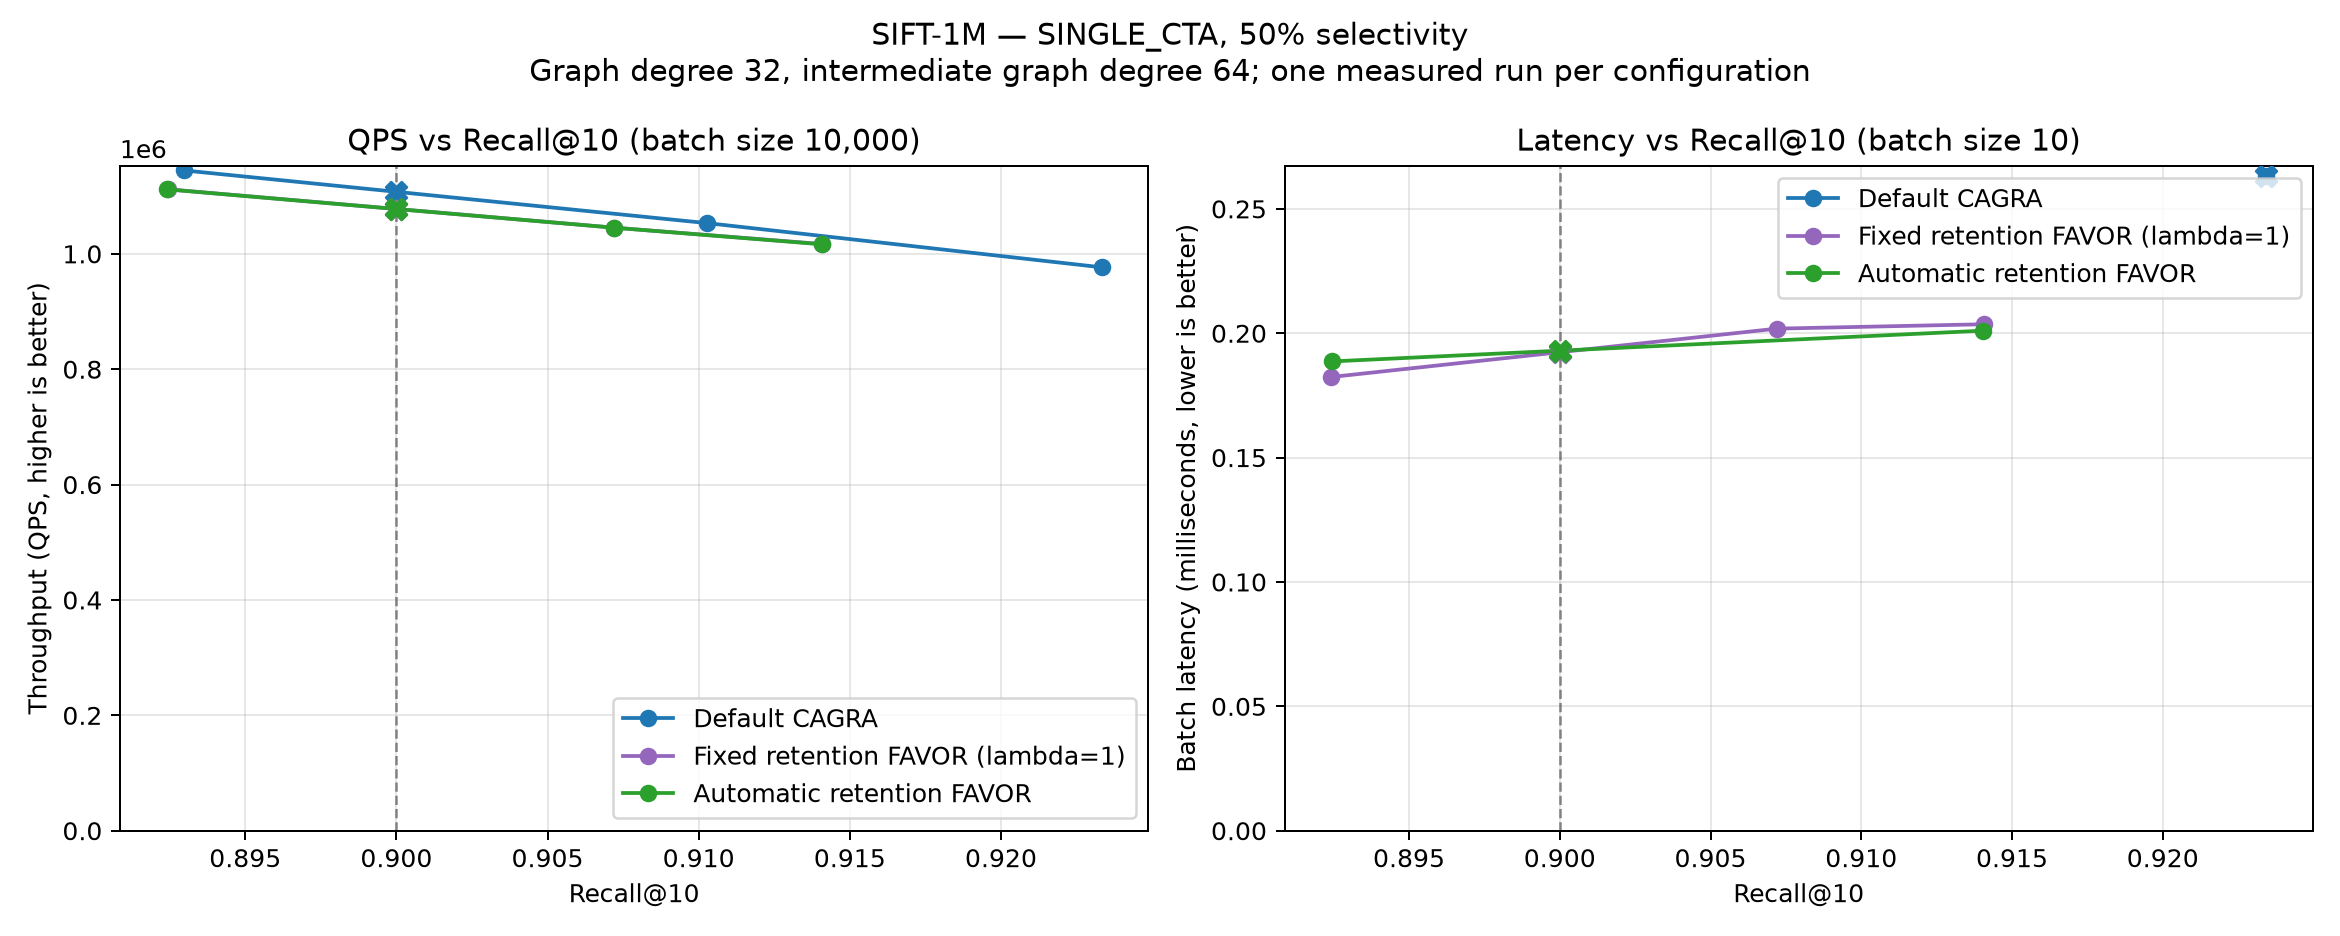 SIFT-1M — SINGLE_CTA, 50% selectivity
Graph degree 32, intermediate graph degree 64; one measured run per configuration
QPS vs Recall@10 (batch size 10,000)
1e6
Throughput (QPS, higher is better)
1.0
0.8
0.6
0.4
0.2
0.0
Default CAGRA
Fixed retention FAVOR (lambda=1)
Automatic retention FAVOR
0.895
0.900
0.905
0.910
0.915
0.920
Recall@10
Latency vs Recall@10 (batch size 10)
Batch latency (milliseconds, lower is better)
0.25
0.20
0.15
0.10
0.05
0.00
Default CAGRA
Fixed retention FAVOR (lambda=1)
Automatic retention FAVOR
0.895
0.900
0.905
0.910
0.915
0.920
Recall@10